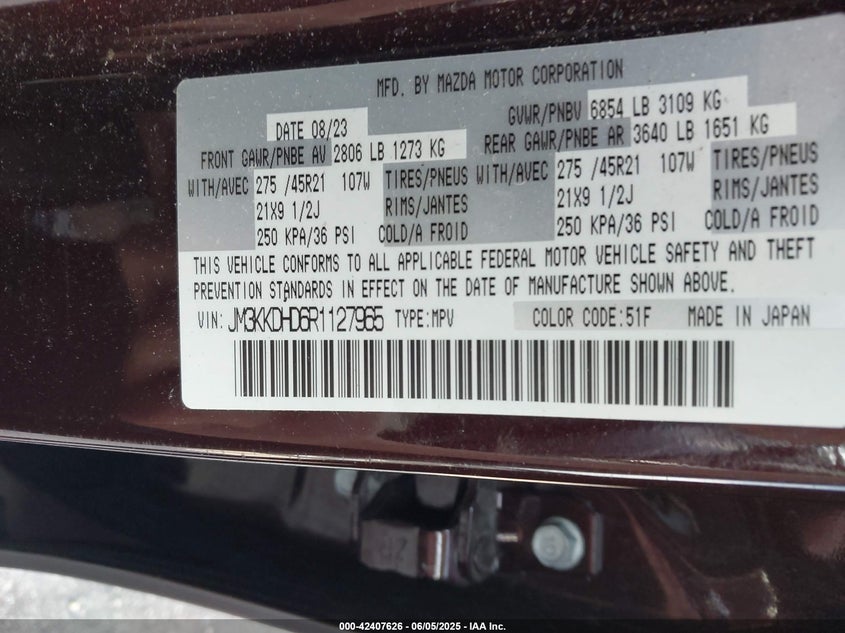 MFD. BY MAZDA MOTOR CORPORATION
DATE 08/23 GVWR/PNBV 6854 LB 3109 KG
FRONT GAWR/PNBE AV 2806 LB 1273 KG REAR GAWR/PNBE AR 3640 LB 1651 KG
WITH/AVEC 275 /45R21 107W TIRES/PNEUS WITH/AVEC 275 /45R21 107W TIRES/PNEUS
21X9 1/2J RIMS/JANTES 21X9 1/2J RIMS/JANTES
250 KPA/36 PSI COLD/A FROID 250 KPA/36 PSI COLD/A FROID
THIS VEHICLE CONFORMS TO ALL APPLICABLE FEDERAL MOTOR VEHICLE SAFETY AND THEFT
PREVENTION STANDARDS IN EFFECT ON THE DATE OF MANUFACTURE SHOWN ABOVE.
VIN: JM3KKDHD6R1127965 TYPE:MPV COLOR CODE:51F MADE IN JAPAN
000-42407626 - 06/05/2025 - IAA Inc.